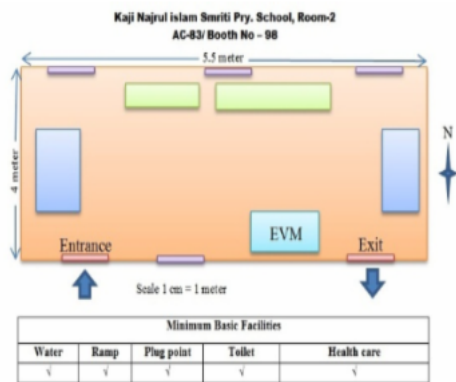 Kaji Najrul islam Smriti Pry. School, Room-2
AC-83/ Booth No – 98
5.5 meter
4 meter
N
EVM
Entrance
Exit
Scale 1 cm = 1 meter
Minimum Basic Facilities
Water Ramp Plug point Toilet Health care
√ √ √ √ √